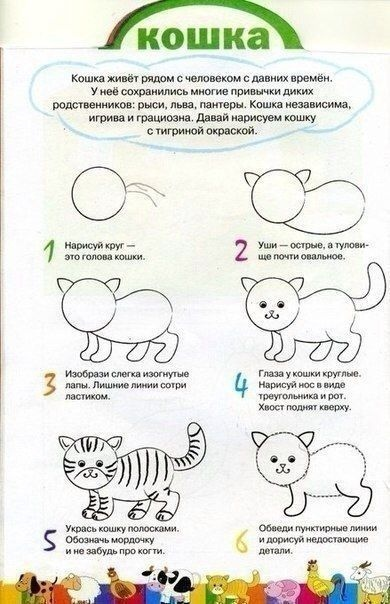 кошка
Кошка живёт рядом с человеком с давних времён.
У неё сохранились многие привычки диких
родственников: рыси, льва, пантеры. Кошка независима,
игрива и грациозна. Давай нарисуем кошку
с тигриной окраской.
1 Нарисуй круг —
это голова кошки.
2 Уши — острые, а тулови-
ще почти овальное.
3 Изобрази слегка изогнутые
лапы. Лишние линии сотри
ластиком.
4 Глаза у кошки круглые.
Нарисуй нос в виде
треугольника и рот.
Хвост поднят кверху.
5 Укрась кошку полосками.
Обозначь мордочку
и не забудь про когти.
6 Обведи пунктирные линии
и дорисуй недостающие
детали.